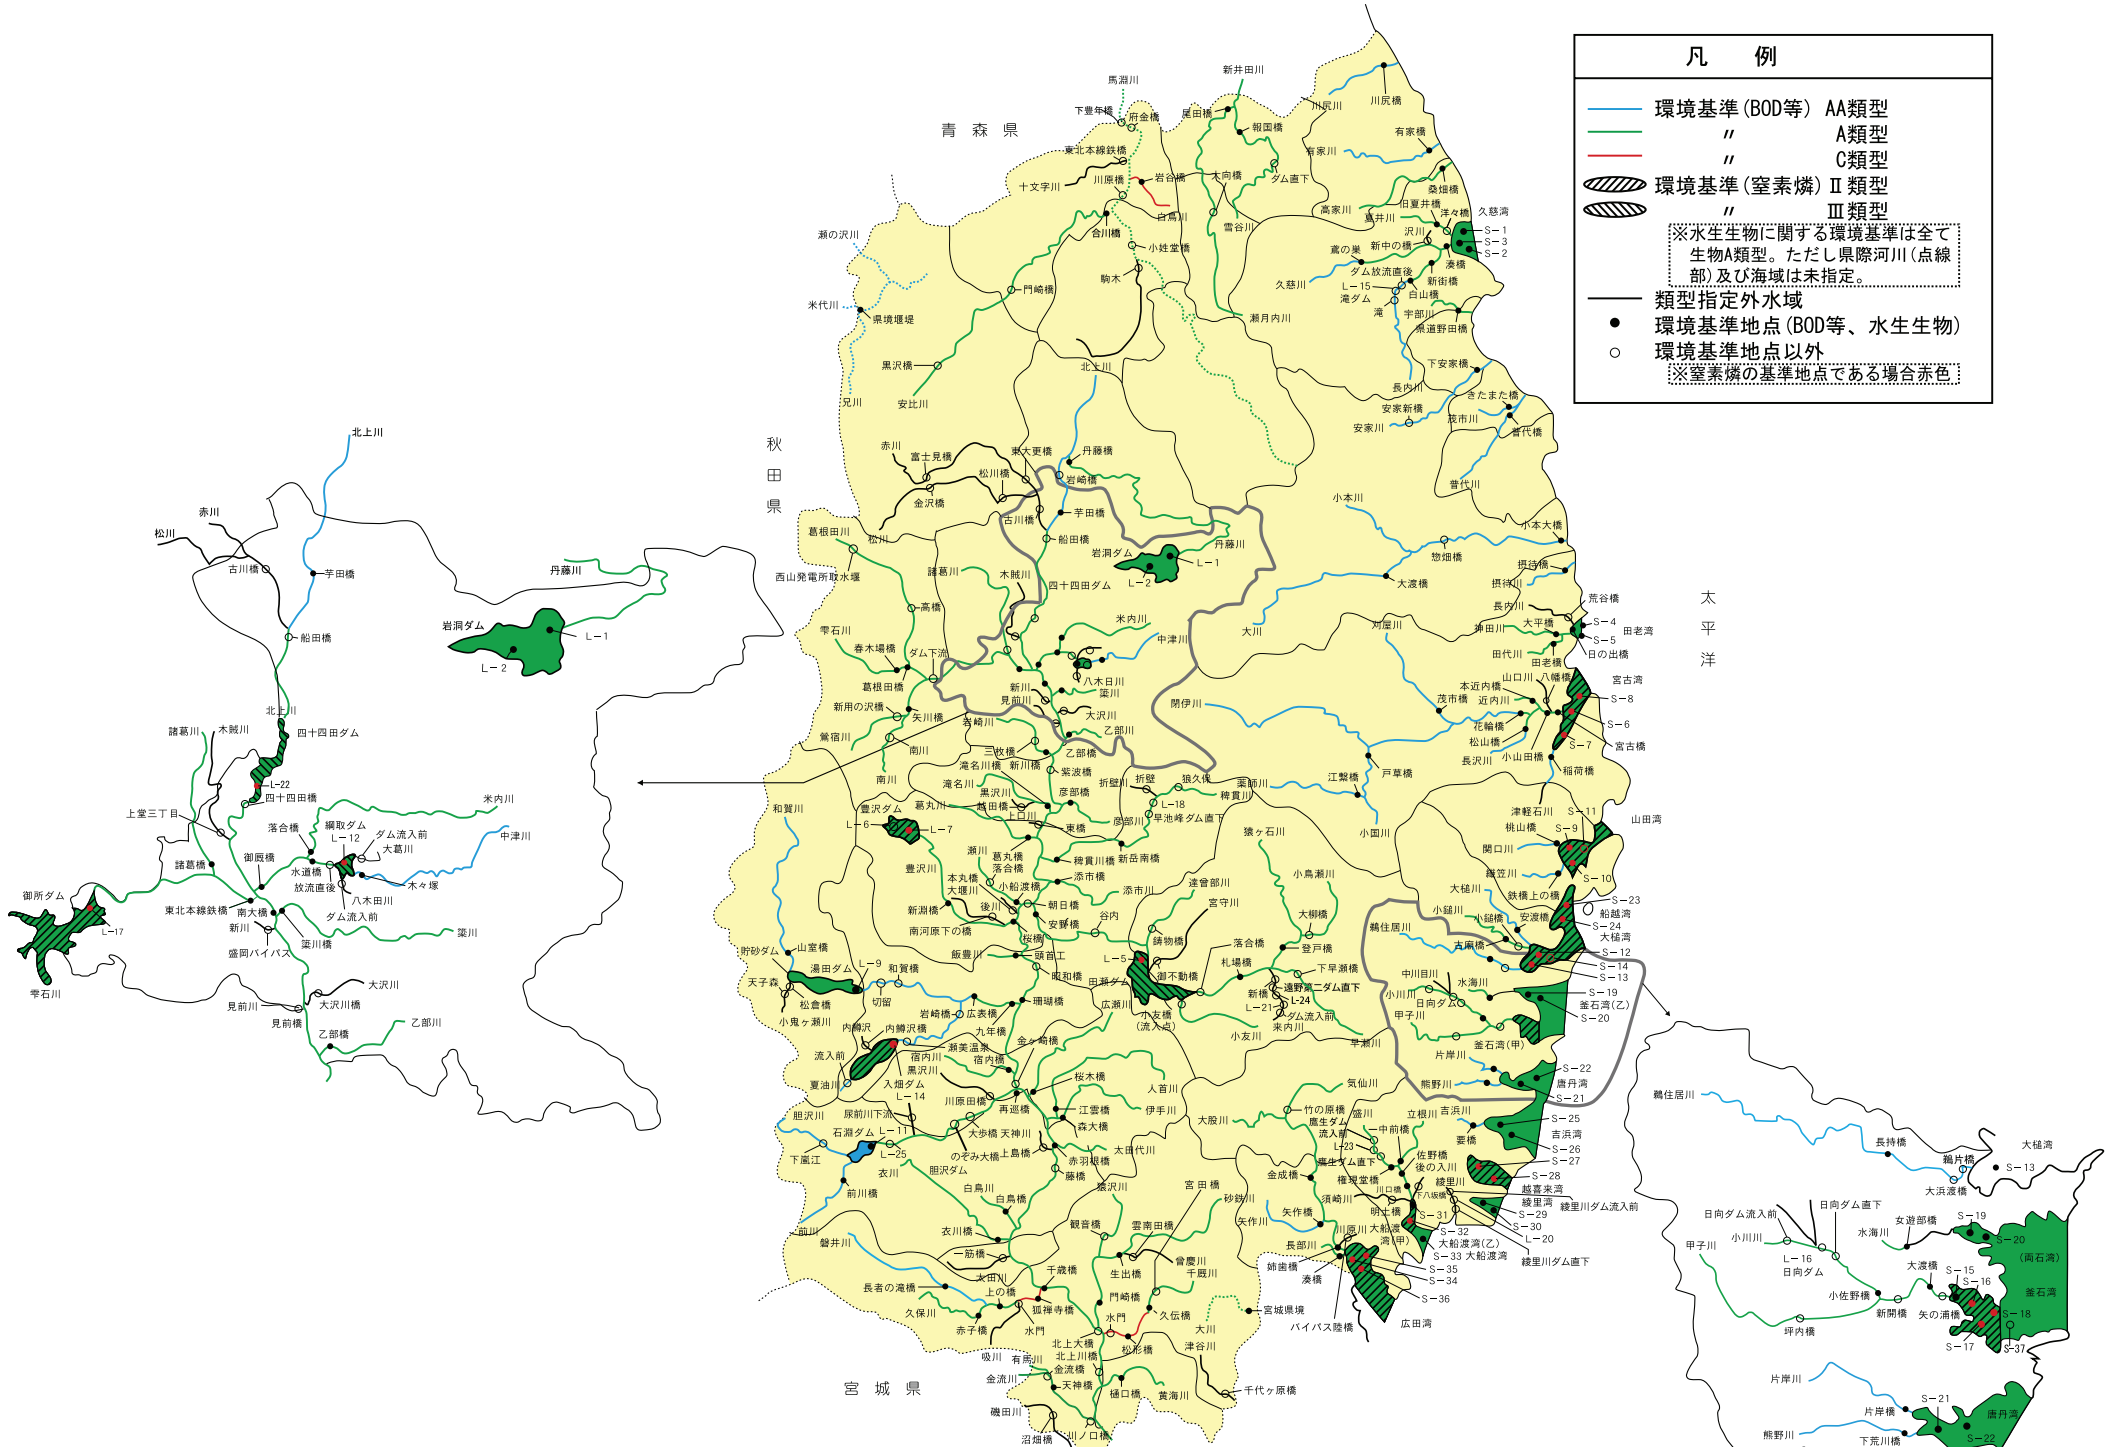 凡 例
環境基準(BOD等) AA類型
〃 A類型
〃 C類型
環境基準(窒素燐)Ⅱ類型
〃 Ⅲ類型
※水生生物に関する環境基準は全て
生物A類型。ただし県際河川(点線
部)及び海域は未指定。
類型指定外水域
環境基準地点(BOD等、水生生物)
環境基準地点以外
※窒素燐の基準地点である場合赤色
青 森 県
秋田県
太平洋
宮 城 県
馬淵川
下豊年橋
府金橋
東北本線鉄橋
十文字川
川原橋
岩谷橋
白鳥川
合川橋
小姓堂橋
駒木
門崎橋
黒沢橋
安比川
新井田川
尾田橋
報国橋
大向橋
ダム直下
雪谷川
瀬月内川
川尻川
川尻橋
有家橋
有家川
桑畑橋
高家川
旧夏井橋
夏井川
洋々橋
久慈湾
S-1
S-3
S-2
沢川
新中の橋
鳶の巣
湊橋
ダム放流直後
新街橋
L-15
白山橋
久慈川
滝ダム
滝
宇部川
県道野田橋
下安家橋
長内川
安家新橋
安家川
きたまた橋
茂市川
普代橋
普代川
瀬の沢川
米代川
県境堰堤
兄川
北上川
赤川
富士見橋
東大更橋
丹藤橋
松川橋
岩崎橋
金沢橋
古川橋
芋田橋
松川
船田橋
葛根田川
西山発電所取水堰
諸葛川
木賊川
四十四田ダム
岩洞ダム
丹藤川
L-1
L-2
高橋
雫石川
春木場橋
ダム下流
葛根田橋
米内川
中津川
八木日川
新川
簗川
見前川
大沢川
乙部川
新用の沢橋
矢川橋
岩崎川
鶯宿川
南川
南川
三枚橋
乙部橋
滝名川橋
新川橋
紫波橋
滝名川
黒沢川
彦部橋
越田橋
葛丸川
上口川
東橋
彦部川
折壁川
折壁
狼久保
L-18
稗貫川
早池峰ダム直下
豊沢ダム
L-6
L-7
豊沢川
葛丸橋
稗貫川橋
新岳南橋
瀬川
落合橋
添市橋
添市川
本丸橋
大堰川
小船渡橋
後川
朝日橋
新淵橋
安野橋
谷内
南河原下の橋
桜橋
飯豊川
頭首工
昭和橋
和賀川
山室橋
貯砂ダム
湯田ダム
L-9
和賀橋
天子森
松倉橋
切留
小鬼ヶ瀬川
岩崎橋
広表橋
珊瑚橋
九年橋
内鱒沢
内鱒沢橋
流入前
瀬美温泉
宿内川
宿内橋
金ヶ崎橋
黒沢川
夏油川
入畑ダム
L-14
川原田橋
再巡橋
桜木橋
胆沢川
尿前川下流
石淵ダム
L-11
大歩橋
天神川
江雲橋
森大橋
人首川
伊手川
下嵐江
L-25
のぞみ大橋
上島橋
赤羽根橋
太田代川
衣川
胆沢ダム
藤橋
前川橋
白鳥川
白鳥橋
前川
磐井川
衣川橋
一筋橋
太田川
上の橋
千歳橋
狐禅寺橋
長者の滝橋
久保川
赤子橋
水門
吸川
有馬川
金流川
金流橋
天神橋
北上大橋
北上川橋
磯田川
沼畑橋
川ノ口橋
樋口橋
黄海川
猿沢川
観音橋
雲南田橋
宮田橋
砂鉄川
生出橋
曾慶川
千厩川
門崎橋
水門
久伝橋
松形橋
大川
津谷川
千代ヶ原橋
宮城県境
猿ヶ石川
達曾部川
宮守川
鋳物橋
落合橋
L-5
御不動橋
札場橋
田瀬ダム
広瀬川
小友橋
(流入点)
小友川
乙部川
小烏瀬川
大柳橋
登戸橋
下早瀬橋
遠野第二ダム直下
新橋
L-24
L-21
ダム流入前
来内川
早瀬川
小本川
小本大橋
惣畑橋
大渡橋
大川
摂待橋
摂待川
長内川
荒谷橋
神田川
大平橋
S-4
S-5
田老湾
田代川
田老橋
日の出橋
刈屋川
閉伊川
茂市橋
山口川
八幡橋
本近内橋
近内川
宮古湾
S-8
花輪橋
S-6
松山橋
S-7
宮古橋
長沢川
小山田橋
戸草橋
稲荷橋
津軽石川
薬師川
江繋橋
小国川
桃山橋
S-9
S-11
山田湾
関口川
織笠川
S-10
大槌川
鉄橋上の橋
S-23
船越湾
小鎚川
小鎚橋
安渡橋
S-24
大槌湾
鵜住居川
古廟橋
S-12
S-14
S-13
中川目川
水海川
小川川
日向ダム
S-19
釜石湾(乙)
S-20
甲子川
釜石湾(甲)
片岸川
熊野川
S-22
唐丹湾
S-21
気仙川
竹の原橋
大股川
盛川
立根川
吉浜川
S-25
鷹生ダム
流入前
中前橋
L-23
要橋
吉浜湾
S-26
佐野橋
鷹生ダム直下
S-27
後の入川
金成橋
権現堂橋
S-28
綾里川
越喜来湾
須崎川
川口橋
下八坂橋
綾里湾
綾里川ダム流入前
矢作橋
明土橋
S-31
S-29
矢作川
川原川
大船渡
湾(甲)
S-32
S-30
L-20
長部川
大船渡湾(乙)
S-33
大船渡湾
綾里川ダム直下
姉歯橋
S-35
湊橋
S-34
S-36
バイパス陸橋
広田湾
北上川
赤川
松川
古川橋
芋田橋
丹藤川
岩洞ダム
L-1
L-2
船田橋
北上川
諸葛川
木賊川
四十四田ダム
L-22
四十四田橋
上堂三丁目
米内川
落合橋
綱取ダム
L-12
ダム流入前
大葛川
中津川
御厩橋
諸葛橋
水道橋
木々塚
放流直後
八木田川
ダム流入前
御所ダム
東北本線鉄橋
南大橋
新川
簗川橋
簗川
盛岡バイパス
L-17
雫石川
大沢川
見前川
大沢川橋
見前橋
乙部橋
乙部川
鵜住居川
長持橋
大槌湾
鵜片橋
S-13
大浜渡橋
日向ダム流入前
日向ダム直下
女遊部橋
S-19
小川川
水海川
S-20
甲子川
L-16
日向ダム
(両石湾)
大渡橋
S-15
S-16
釜石湾
小佐野橋
新開橋
矢の浦橋
S-18
坪内橋
S-17
S-37
片岸川
S-21
片岸橋
唐丹湾
熊野川
下荒川橋
S-22